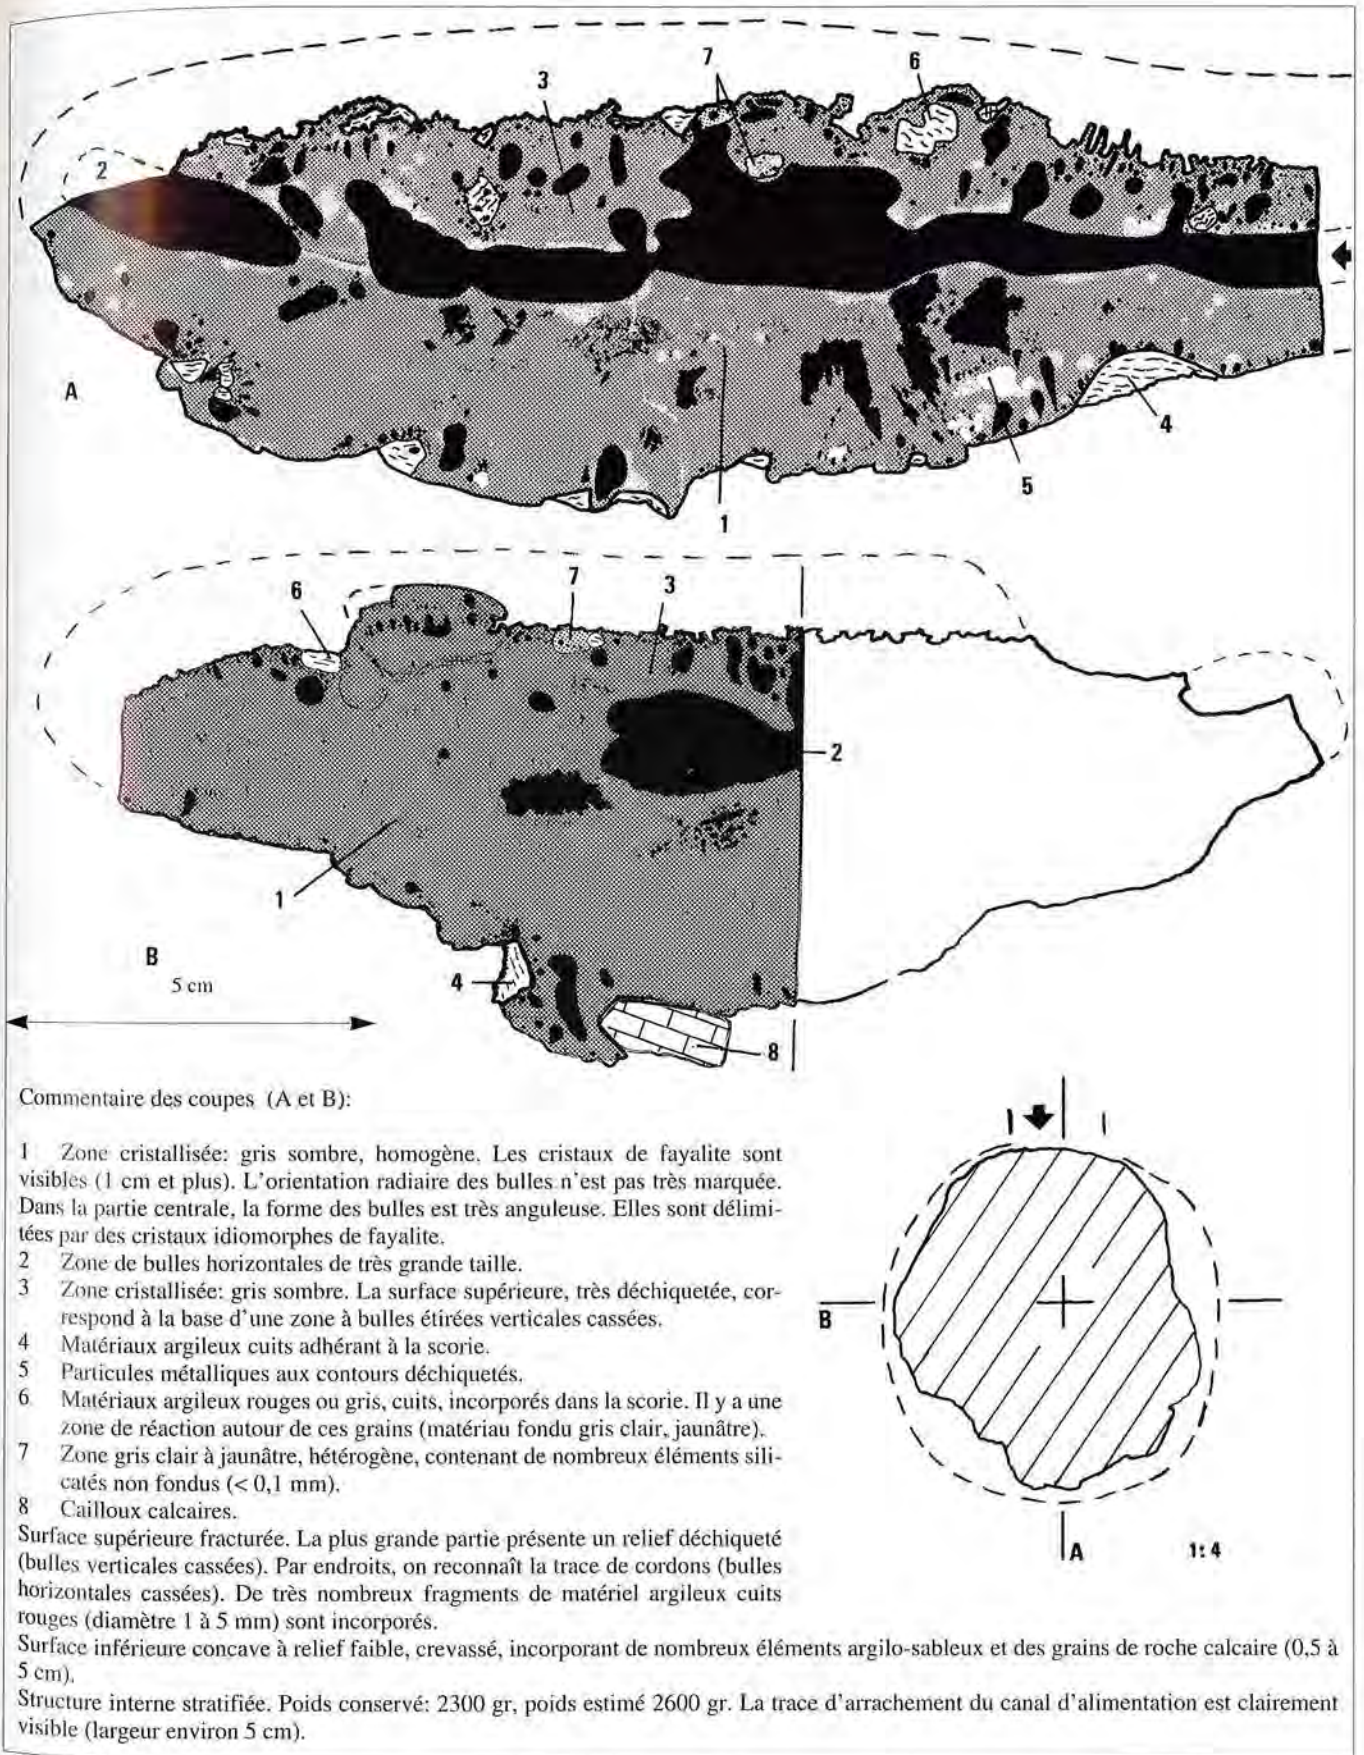 7
6
3
2
A
4
5
1
7
3
6
2
1
B
5 cm
4
8
Commentaire des coupes (A et B):
1 Zone cristallisée: gris sombre, homogène. Les cristaux de fayalite sont
visibles (1 cm et plus). L'orientation radiaire des bulles n'est pas très marquée.
Dans la partie centrale, la forme des bulles est très anguleuse. Elles sont délimi-
tées par des cristaux idiomorphes de fayalite.
2 Zone de bulles horizontales de très grande taille.
3 Zone cristallisée: gris sombre. La surface supérieure, très déchiquetée, cor-
respond à la base d'une zone à bulles étirées verticales cassées.
4 Matériaux argileux cuits adhérant à la scorie.
5 Particules métalliques aux contours déchiquetés.
6 Matériaux argileux rouges ou gris, cuits, incorporés dans la scorie. Il y a une
zone de réaction autour de ces grains (matériau fondu gris clair, jaunâtre).
7 Zone gris clair à jaunâtre, hétérogène, contenant de nombreux éléments sili-
catés non fondus (< 0,1 mm).
8 Cailloux calcaires.
Surface supérieure fracturée. La plus grande partie présente un relief déchiqueté
(bulles verticales cassées). Par endroits, on reconnaît la trace de cordons (bulles
horizontales cassées). De très nombreux fragments de matériel argileux cuits
rouges (diamètre 1 à 5 mm) sont incorporés.
Surface inférieure concave à relief faible, crevassé, incorporant de nombreux éléments argilo-sableux et des grains de roche calcaire (0,5 à
5 cm).
Structure interne stratifiée. Poids conservé: 2300 gr, poids estimé 2600 gr. La trace d'arrachement du canal d'alimentation est clairement
visible (largeur environ 5 cm).
B
A
1:4